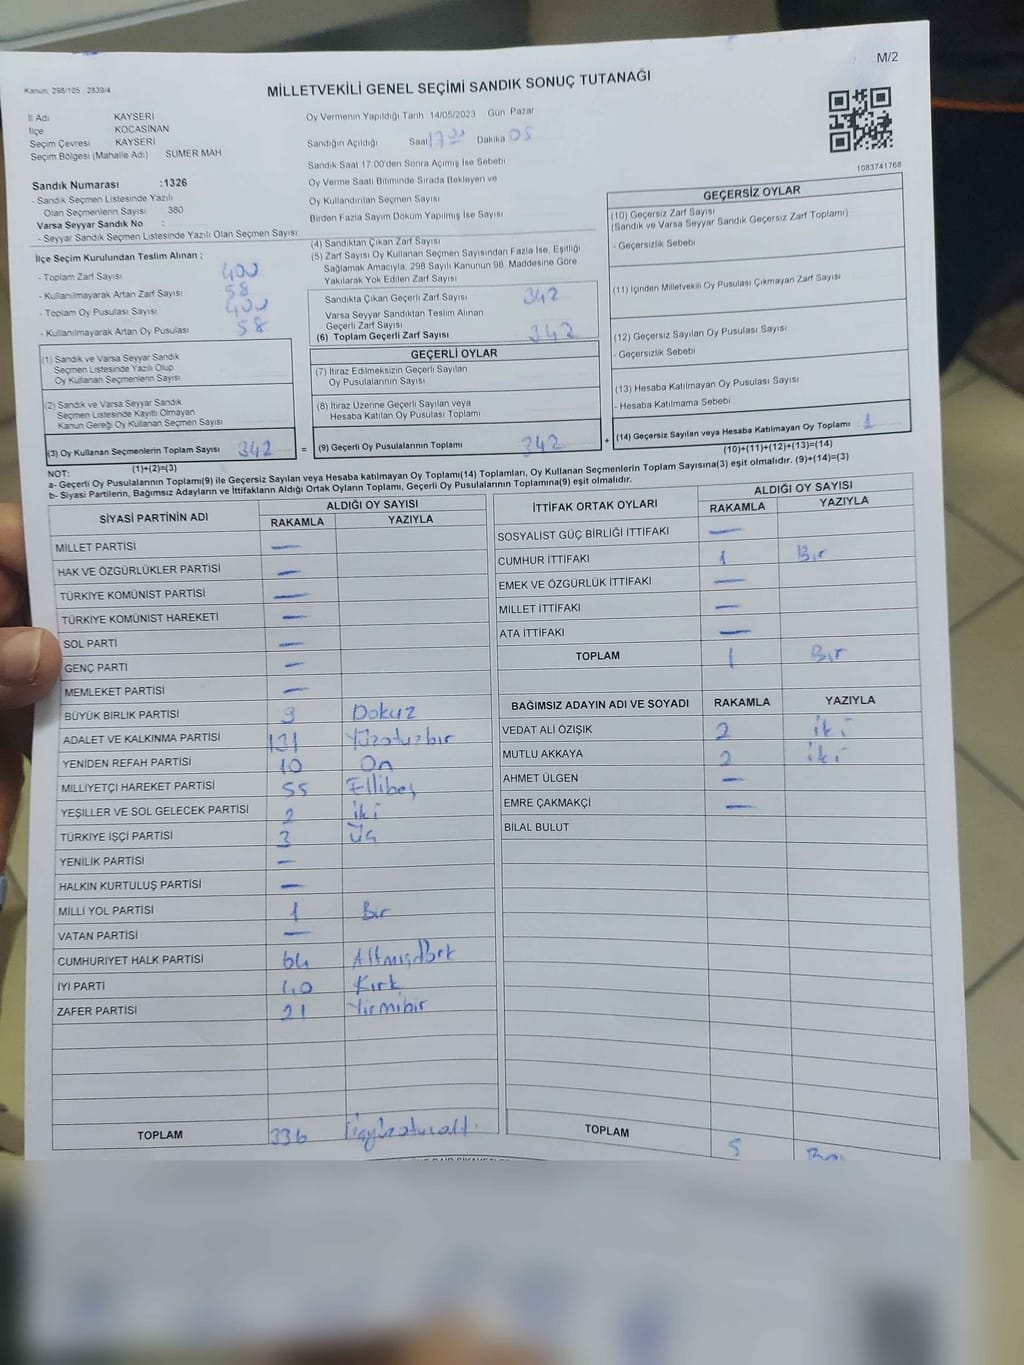 M/2
Kanun: 298/105 , 2839/4
MİLLETVEKİLİ GENEL SEÇİMİ SANDIK SONUÇ TUTANAĞI
İl Adı KAYSERİ
İlçe KOCASİNAN
Seçim Çevresi KAYSERİ
Seçim Bölgesi (Mahalle Adı) SÜMER MAH.
Sandık Numarası :1326
- Sandık Seçmen Listesinde Yazılı
Olan Seçmenlerin Sayısı : 380
Varsa Seyyar Sandık No :
- Seyyar Sandık Seçmen Listesinde Yazılı Olan Seçmen Sayısı:
Oy Vermenin Yapıldığı Tarih 14/05/2023 Gün Pazar
Sandığın Açıldığı Saat 17 00 Dakika 05
Sandık Saat 17:00'den Sonra Açılmış İse Sebebi
Oy Verme Saati Bitiminde Sırada Bekleyen ve
Oy Kullandırılan Seçmen Sayısı
Birden Fazla Sayım Döküm Yapılmış İse Sayısı
1083741768
İlçe Seçim Kurulundan Teslim Alınan ;
- Toplam Zarf Sayısı 400
- Kullanılmayarak Artan Zarf Sayısı 58
- Toplam Oy Pusulası Sayısı 400
- Kullanılmayarak Artan Oy Pusulası 58
(4) Sandıktan Çıkan Zarf Sayısı
(5) Zarf Sayısı Oy Kullanan Seçmen Sayısından Fazla İse, Eşitliği
Sağlamak Amacıyla, 298 Sayılı Kanunun 98. Maddesine Göre
Yakılarak Yok Edilen Zarf Sayısı
Sandıkta Çıkan Geçerli Zarf Sayısı 342
Varsa Seyyar Sandıktan Teslim Alınan
Geçerli Zarf Sayısı
(6) Toplam Geçerli Zarf Sayısı 342
GEÇERSİZ OYLAR
(10) Geçersiz Zarf Sayısı
(Sandık ve Varsa Seyyar Sandık Geçersiz Zarf Toplamı)
- Geçersizlik Sebebi
(11) İçinden Milletvekili Oy Pusulası Çıkmayan Zarf Sayısı
(12) Geçersiz Sayılan Oy Pusulası Sayısı
- Geçersizlik Sebebi
(13) Hesaba Katılmayan Oy Pusulası Sayısı
- Hesaba Katılmama Sebebi
(14) Geçersiz Sayılan veya Hesaba Katılmayan Oy Toplamı 1
(1) Sandık ve Varsa Seyyar Sandık
Seçmen Listesinde Yazılı Olup
Oy Kullanan Seçmenlerin Sayısı
(2) Sandık ve Varsa Seyyar Sandık
Seçmen Listesinde Kayıtlı Olmayan
Kanun Gereği Oy Kullanan Seçmen Sayısı
(3) Oy Kullanan Seçmenlerin Toplam Sayısı 342 =
GEÇERLİ OYLAR
(7) İtiraz Edilmeksizin Geçerli Sayılan
Oy Pusulalarının Sayısı
(8) İtiraz Üzerine Geçerli Sayılan veya
Hesaba Katılan Oy Pusulası Toplamı
(9) Geçerli Oy Pusulalarının Toplamı 342 +
NOT: (1)+(2)=(3)
(10)+(11)+(12)+(13)=(14)
a- Geçerli Oy Pusulalarının Toplamı(9) ile Geçersiz Sayılan veya Hesaba katılmayan Oy Toplamı(14) Toplamları, Oy Kullanan Seçmenlerin Toplam Sayısına(3) eşit olmalıdır. (9)+(14)=(3)
b- Siyasi Partilerin, Bağımsız Adayların ve İttifakların Aldığı Ortak Oyların Toplamı, Geçerli Oy Pusulalarının Toplamına(9) eşit olmalıdır.
SİYASİ PARTİNİN ADI ALDIĞI OY SAYISI
RAKAMLA YAZIYLA
MİLLET PARTİSİ —
HAK VE ÖZGÜRLÜKLER PARTİSİ —
TÜRKİYE KOMÜNİST PARTİSİ —
TÜRKİYE KOMÜNİST HAREKETİ —
SOL PARTİ —
GENÇ PARTİ —
MEMLEKET PARTİSİ —
BÜYÜK BİRLİK PARTİSİ 9 Dokuz
ADALET VE KALKINMA PARTİSİ 131 Yüzotuzbir
YENİDEN REFAH PARTİSİ 10 On
MİLLİYETÇİ HAREKET PARTİSİ 55 Ellibeş
YEŞİLLER VE SOL GELECEK PARTİSİ 2 iki
TÜRKİYE İŞÇİ PARTİSİ 3 Üç
YENİLİK PARTİSİ —
HALKIN KURTULUŞ PARTİSİ —
MİLLİ YOL PARTİSİ 1 Bir
VATAN PARTİSİ —
CUMHURİYET HALK PARTİSİ 64 Altmışdört
İYİ PARTİ 40 Kırk
ZAFER PARTİSİ 21 Yirmibir
TOPLAM 336 Üçyüzotuzaltı
İTTİFAK ORTAK OYLARI ALDIĞI OY SAYISI
RAKAMLA YAZIYLA
SOSYALİST GÜÇ BİRLİĞİ İTTİFAKI —
CUMHUR İTTİFAKI 1 Bir
EMEK VE ÖZGÜRLÜK İTTİFAKI —
MİLLET İTTİFAKI —
ATA İTTİFAKI —
TOPLAM 1 Bir
BAĞIMSIZ ADAYIN ADI VE SOYADI RAKAMLA YAZIYLA
VEDAT ALİ ÖZIŞIK 2 iki
MUTLU AKKAYA 2 iki
AHMET ÜLGEN —
EMRE ÇAKMAKÇİ —
BİLAL BULUT
TOPLAM 5